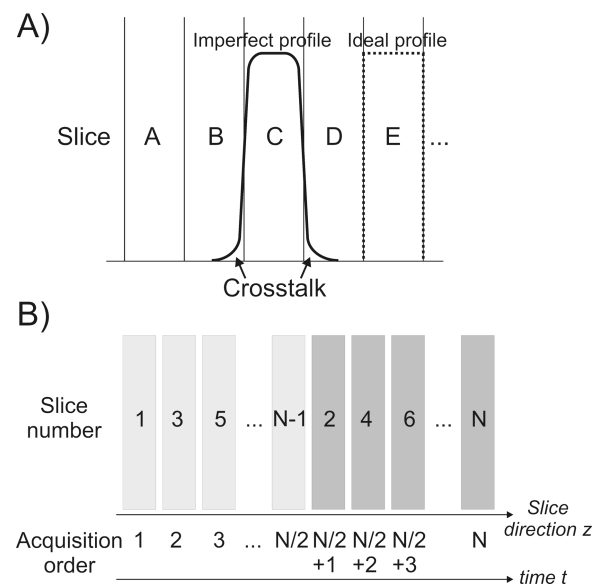 A)
Imperfect profile Ideal profile
Slice A B C D E ...
Crosstalk
B)
Slice number 1 3 5 ... N-1 2 4 6 ... N
Slice direction z
Acquisition order 1 2 3 ... N/2 N/2+1 N/2+2 N/2+3 N
time t